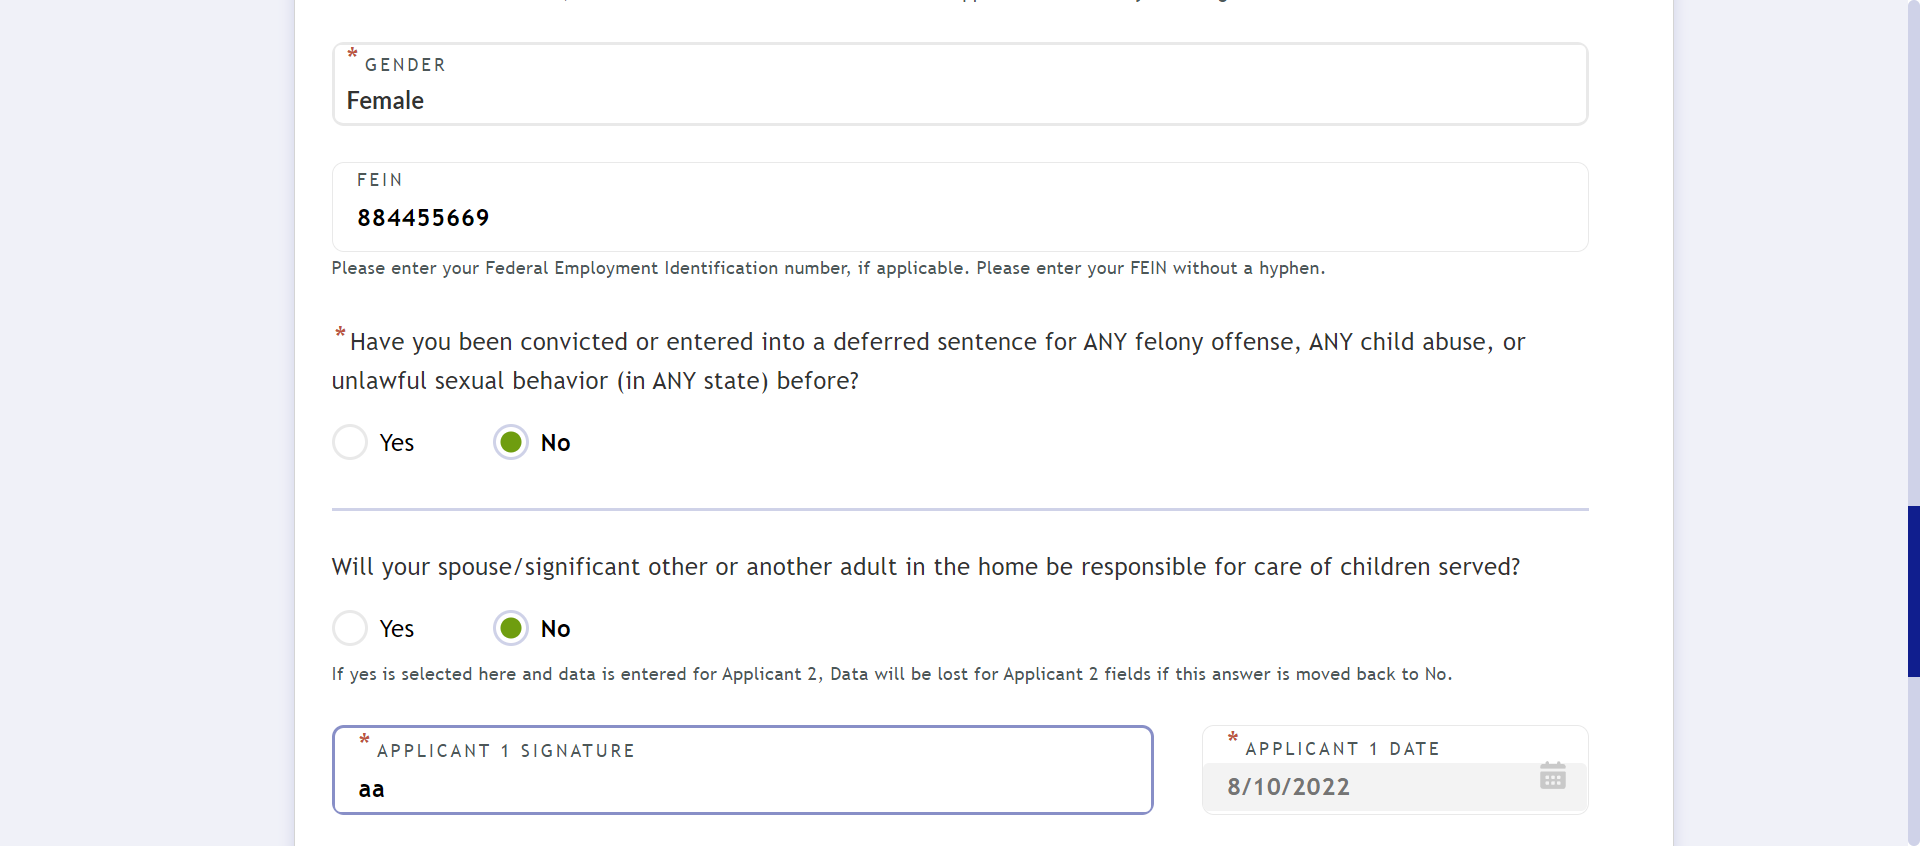 * GENDER
Female
FEIN
884455669
Please enter your Federal Employment Identification number, if applicable. Please enter your FEIN without a hyphen.
*Have you been convicted or entered into a deferred sentence for ANY felony offense, ANY child abuse, or
unlawful sexual behavior (in ANY state) before?
Yes No
Will your spouse/significant other or another adult in the home be responsible for care of children served?
Yes No
If yes is selected here and data is entered for Applicant 2, Data will be lost for Applicant 2 fields if this answer is moved back to No.
* APPLICANT 1 SIGNATURE
aa
* APPLICANT 1 DATE
8/10/2022